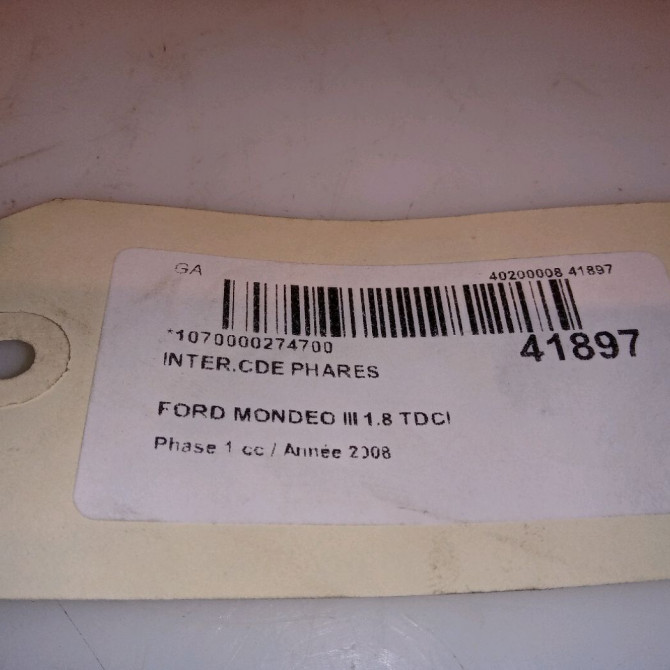 GA
40200008 41897
*1070000274700
41897
INTER.CDE PHARES
FORD MONDEO III 1.8 TDCI
Phase 1 cc / Année 2008